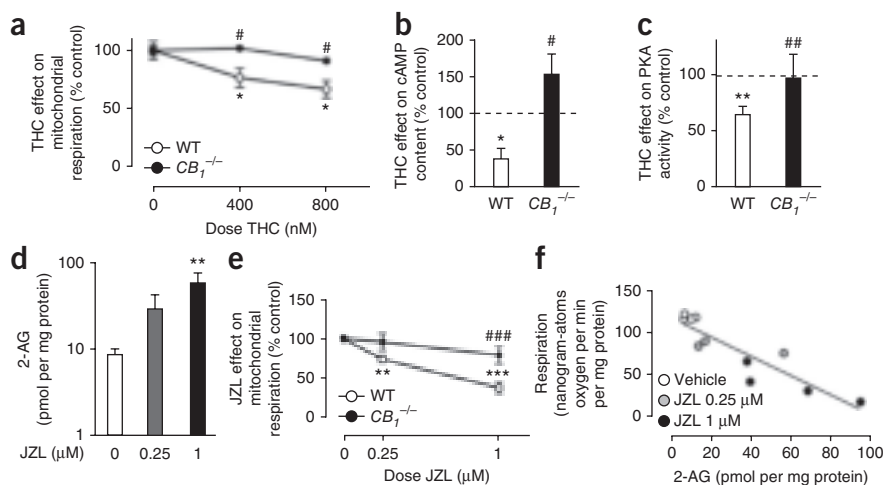 a
THC effect on
mitochondrial
respiration (% control)
100
50
0
#
#
*
*
WT
CB₁⁻/⁻
0
400
800
Dose THC (nM)
b
THC effect on cAMP
content (% control)
200
150
100
50
0
#
*
WT
CB₁⁻/⁻
c
THC effect on PKA
activity (% control)
100
50
0
##
**
WT
CB₁⁻/⁻
d
2-AG
(pmol per mg protein)
100
10
1
**
JZL (μM)
0
0.25
1
e
JZL effect on
mitochondrial
respiration (% control)
150
100
50
0
###
**
***
WT
CB₁⁻/⁻
0
0.25
1
Dose JZL (μM)
f
Respiration
(nanogram-atoms
oxygen per min
per mg protein)
150
100
50
0
Vehicle
JZL 0.25 μM
JZL 1 μM
0
20
40
60
80
100
2-AG (pmol per mg protein)